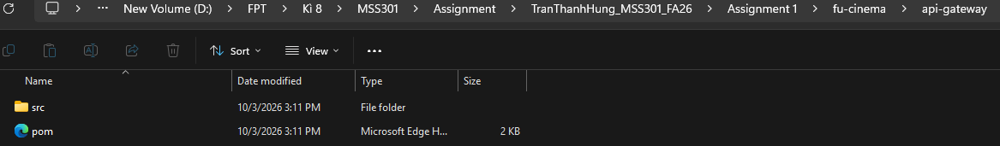 New Volume (D:) > FPT > Kì 8 > MSS301 > Assignment > TranThanhHung_MSS301_FA26 > Assignment 1 > fu-cinema > api-gateway
Sort View
Name Date modified Type Size
src 10/3/2026 3:11 PM File folder
pom 10/3/2026 3:11 PM Microsoft Edge H... 2 KB